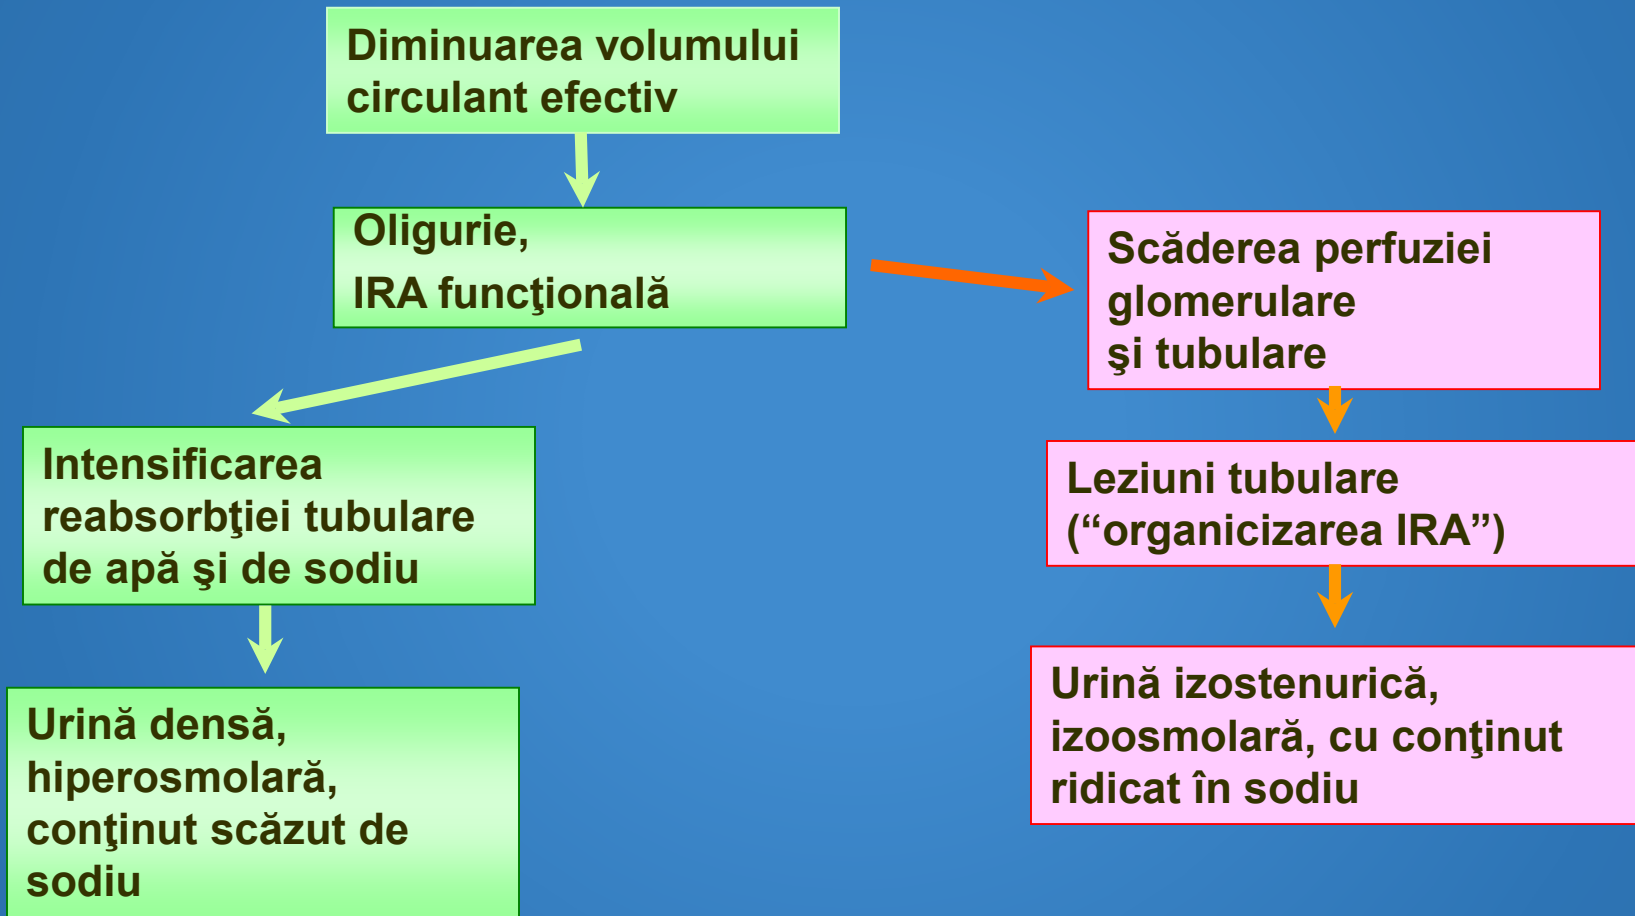 Diminuarea volumului
circulant efectiv
Oligurie,
IRA funcţională
Scăderea perfuziei
glomerulare
şi tubulare
Intensificarea
reabsorbţiei tubulare
de apă şi de sodiu
Leziuni tubulare
(“organicizarea IRA”)
Urină densă,
hiperosmolară,
conţinut scăzut de
sodiu
Urină izostenurică,
izoosmolară, cu conţinut
ridicat în sodiu